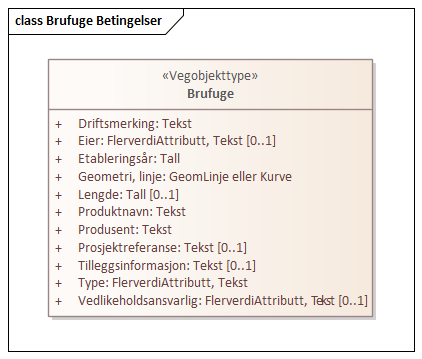 class Brufuge Betingelser
«Vegobjekttype»
Brufuge
+ Driftsmerking: Tekst
+ Eier: FlerverdiAttributt, Tekst [0..1]
+ Etableringsår: Tall
+ Geometri, linje: GeomLinje eller Kurve
+ Lengde: Tall [0..1]
+ Produktnavn: Tekst
+ Produsent: Tekst
+ Prosjektreferanse: Tekst [0..1]
+ Tilleggsinformasjon: Tekst [0..1]
+ Type: FlerverdiAttributt, Tekst
+ Vedlikeholdsansvarlig: FlerverdiAttributt, Tekst [0..1]